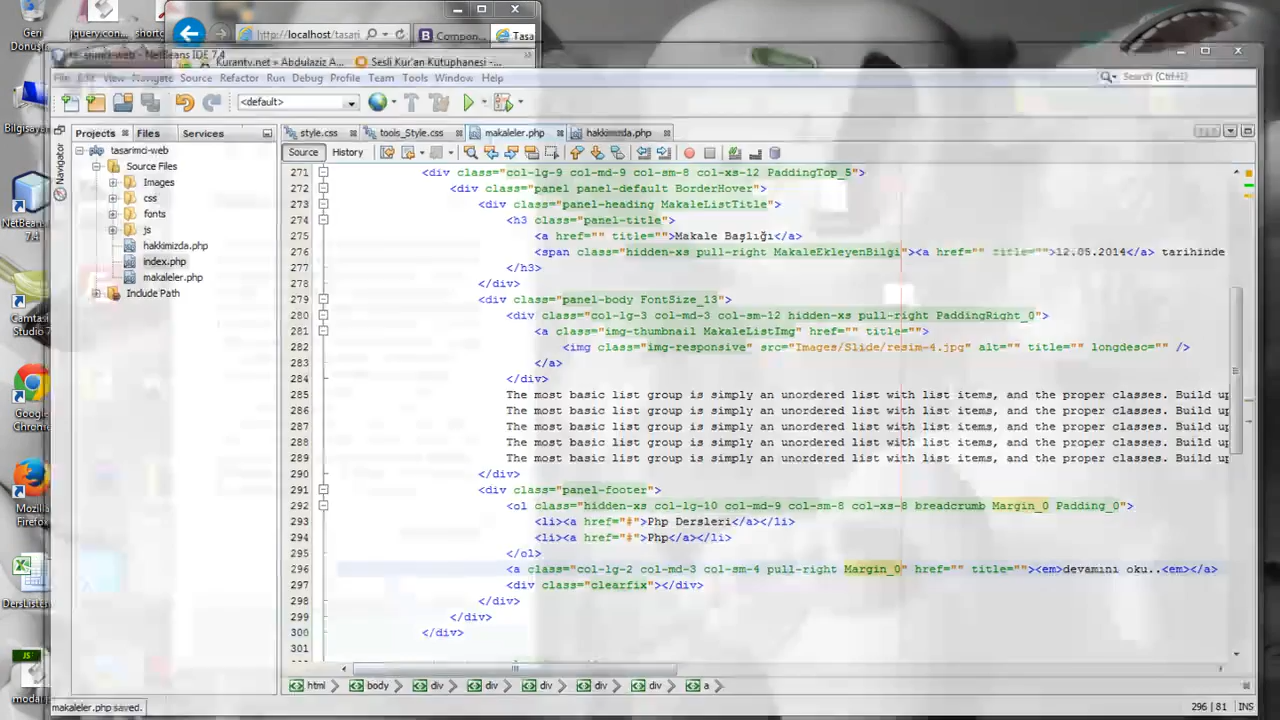 Geri
Dönüş
jquery.con...
shortc
http://localhost/tasari
Compon...
Tasa
tasarimci-web - NetBeans IDE 7.4
Kurantv.net » Abdulaziz A...
Sesli Kur'an Kütüphanesi -...
File Edit View Navigate Source Refactor Run Debug Profile Team Tools Window Help
Search (Ctrl+I)
<default>
Projects Files Services
style.css tools_Style.css makaleler.php hakkimizda.php
Source History
Navigator
Bilgisayar
NetBeans
7.4
Camta...
Studio 7
Google
Chrome
Mozilla
Firefox
DersListe
modal.j
tasarimci-web
Source Files
Images
css
fonts
js
hakkimizda.php
index.php
makaleler.php
Include Path
271 <div class="col-lg-9 col-md-9 col-sm-8 col-xs-12 PaddingTop_5">
272 <div class="panel panel-default BorderHover">
273 <div class="panel-heading MakaleListTitle">
274 <h3 class="panel-title">
275 <a href="" title="">Makale Başlığı</a>
276 <span class="hidden-xs pull-right MakaleEkleyenBilgi"><a href="" title="">12.05.2014</a> tarihinde
277 </h3>
278 </div>
279 <div class="panel-body FontSize_13">
280 <div class="col-lg-3 col-md-3 col-sm-12 hidden-xs pull-right PaddingRight_0">
281 <a class="img-thumbnail MakaleListImg" href="" title="">
282 <img class="img-responsive" src="Images/Slide/resim-4.jpg" alt="" title="" longdesc="" />
283 </a>
284 </div>
285 The most basic list group is simply an unordered list with list items, and the proper classes. Build up
286 The most basic list group is simply an unordered list with list items, and the proper classes. Build up
287 The most basic list group is simply an unordered list with list items, and the proper classes. Build up
288 The most basic list group is simply an unordered list with list items, and the proper classes. Build up
289 The most basic list group is simply an unordered list with list items, and the proper classes. Build up
290 </div>
291 <div class="panel-footer">
292 <ol class="hidden-xs col-lg-10 col-md-9 col-sm-8 col-xs-8 breadcrumb Margin_0 Padding_0">
293 <li><a href="#">Php Dersleri</a></li>
294 <li><a href="#">Php</a></li>
295 </ol>
296 <a class="col-lg-2 col-md-3 col-sm-4 pull-right Margin_0" href="" title=""><em>devamını oku..<em></a>
297 <div class="clearfix"></div>
298 </div>
299 </div>
300 </div>
html body div div div div div a
makaleler.php saved.
296 | 81 INS